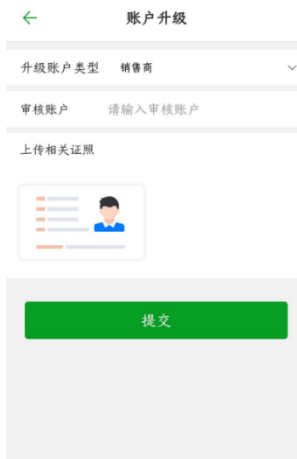 账户升级
升级账户类型 销售商
审核账户 请输入审核账户
上传相关证照
提交